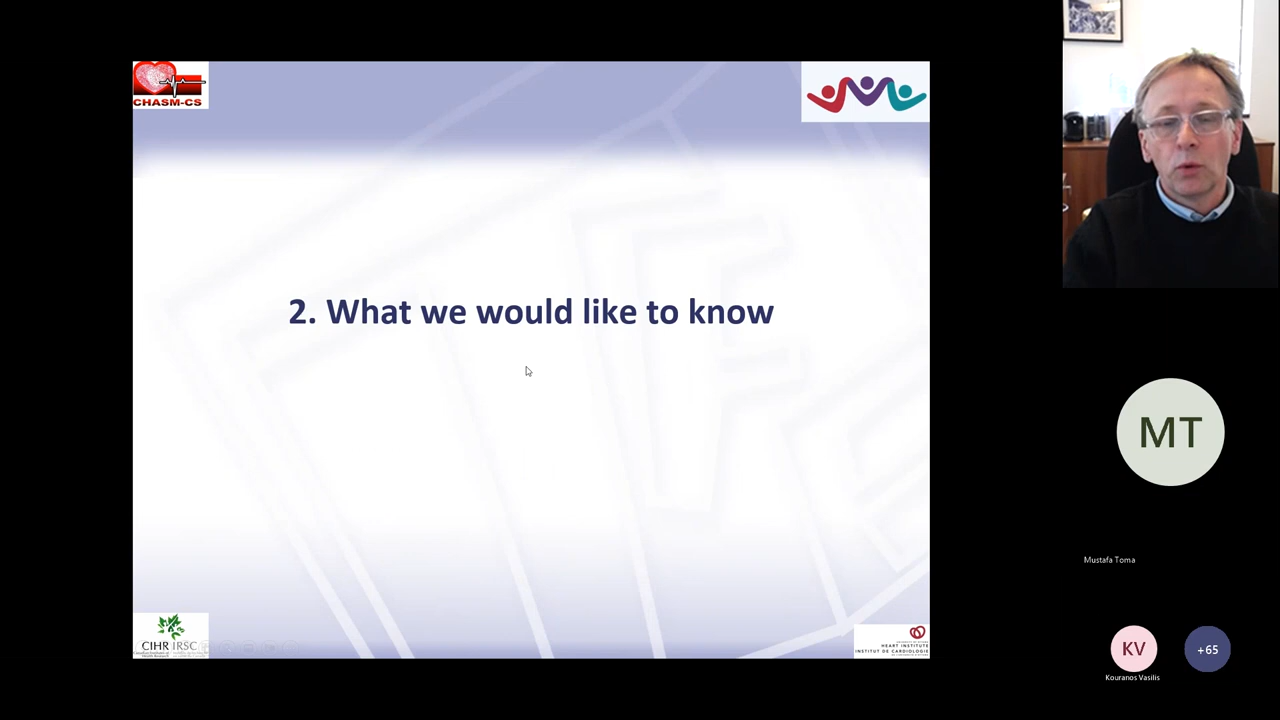 CHASM-CS
2. What we would like to know
CIHR IRSC
HEART INSTITUTE
INSTITUT DE CARDIOLOGIE
MT
Mustafa Toma
KV
+65
Kouranos Vasilis